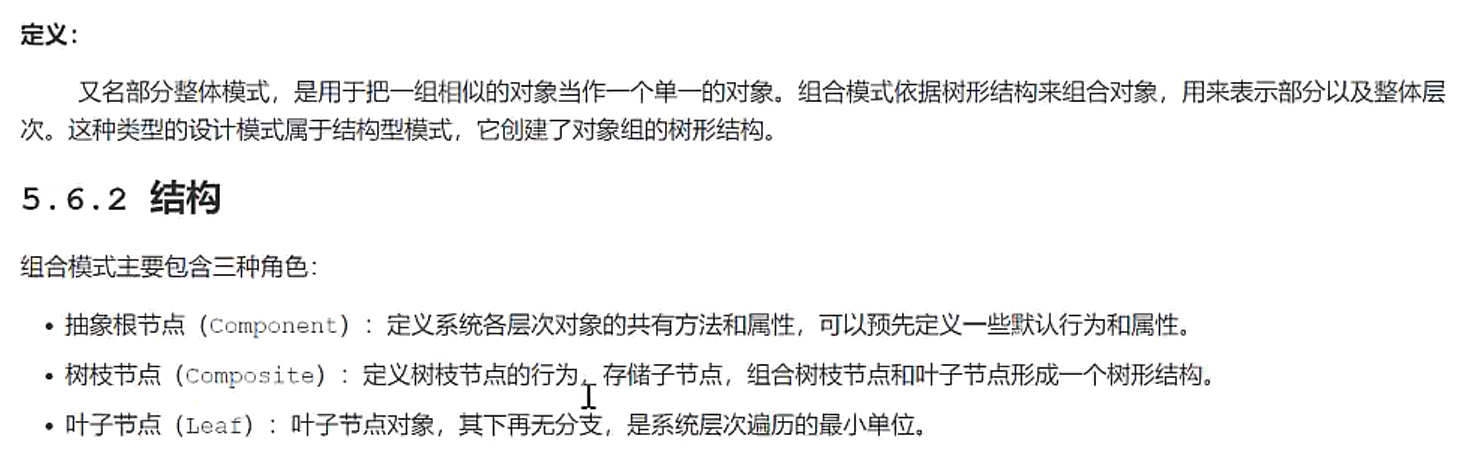 定义：
又名部分整体模式，是用于把一组相似的对象当作一个单一的对象。组合模式依据树形结构来组合对象，用来表示部分以及整体层
次。这种类型的设计模式属于结构型模式，它创建了对象组的树形结构。
5.6.2 结构
组合模式主要包含三种角色：
• 抽象根节点（Component）：定义系统各层次对象的共有方法和属性，可以预先定义一些默认行为和属性。
• 树枝节点（Composite）：定义树枝节点的行为，存储子节点，组合树枝节点和叶子节点形成一个树形结构。
• 叶子节点（Leaf）：叶子节点对象，其下再无分支，是系统层次遍历的最小单位。